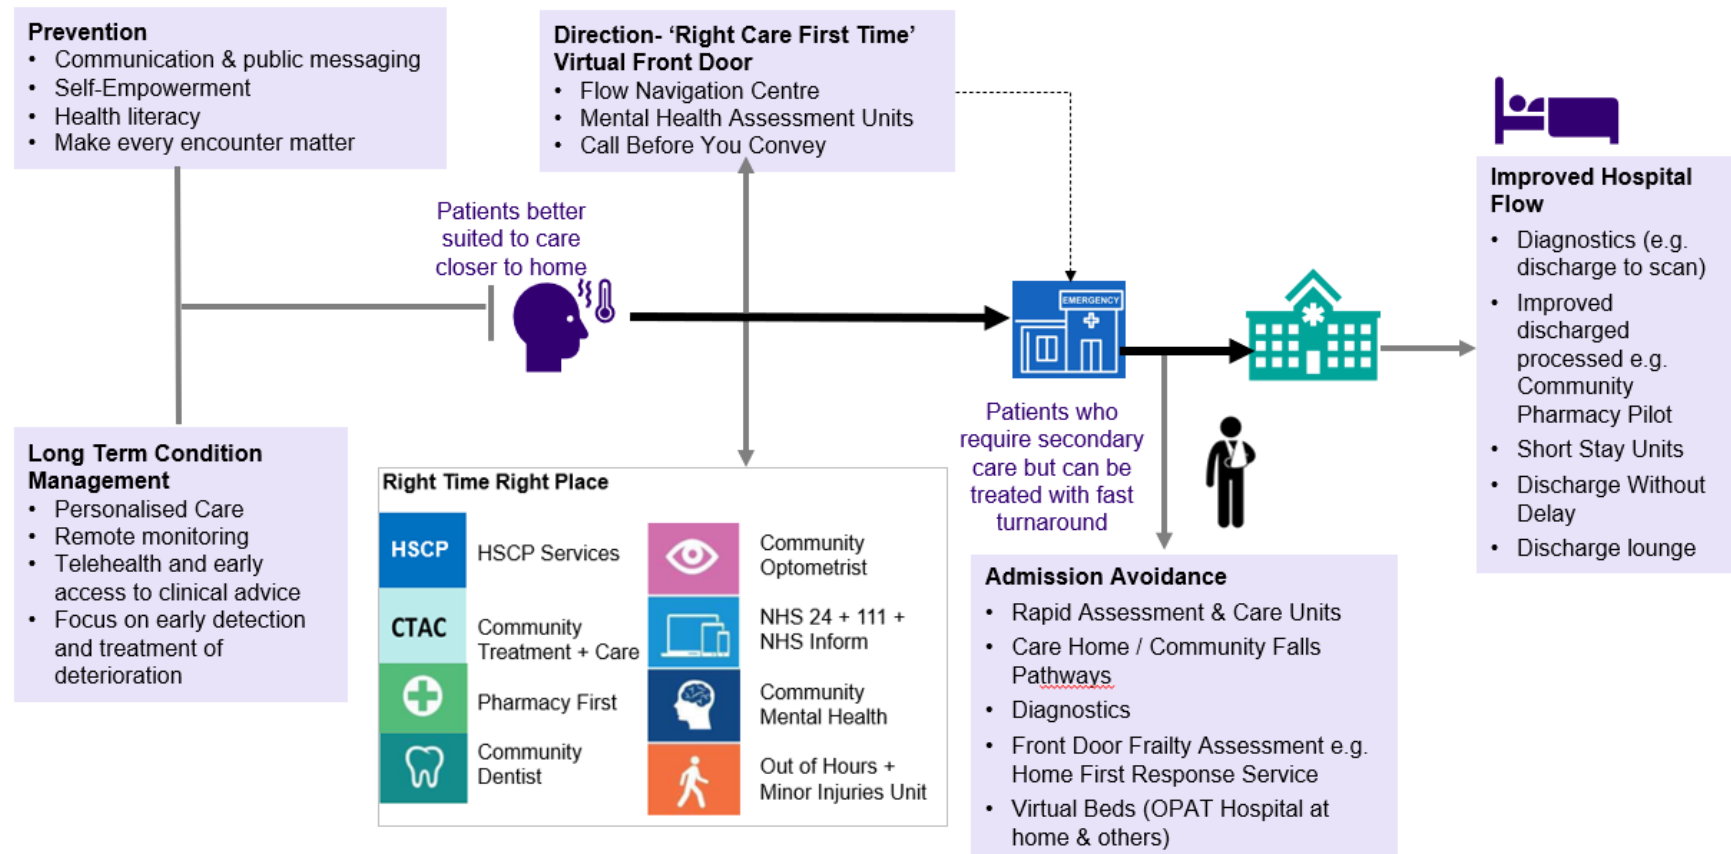 Prevention
• Communication & public messaging
• Self-Empowerment
• Health literacy
• Make every encounter matter
Direction- ‘Right Care First Time’
Virtual Front Door
• Flow Navigation Centre
• Mental Health Assessment Units
• Call Before You Convey
Patients better
suited to care
closer to home
EMERGENCY
Improved Hospital
Flow
• Diagnostics (e.g.
discharge to scan)
• Improved
discharged
processed e.g.
Community
Pharmacy Pilot
• Short Stay Units
• Discharge Without
Delay
• Discharge lounge
Long Term Condition
Management
• Personalised Care
• Remote monitoring
• Telehealth and early
access to clinical advice
• Focus on early detection
and treatment of
deterioration
Right Time Right Place
HSCP
HSCP Services
CTAC
Community
Treatment + Care
Pharmacy First
Community
Dentist
Community
Optometrist
NHS 24 + 111 +
NHS Inform
Community
Mental Health
Out of Hours +
Minor Injuries Unit
Patients who
require secondary
care but can be
treated with fast
turnaround
Admission Avoidance
• Rapid Assessment & Care Units
• Care Home / Community Falls
Pathways
• Diagnostics
• Front Door Frailty Assessment e.g.
Home First Response Service
• Virtual Beds (OPAT Hospital at
home & others)